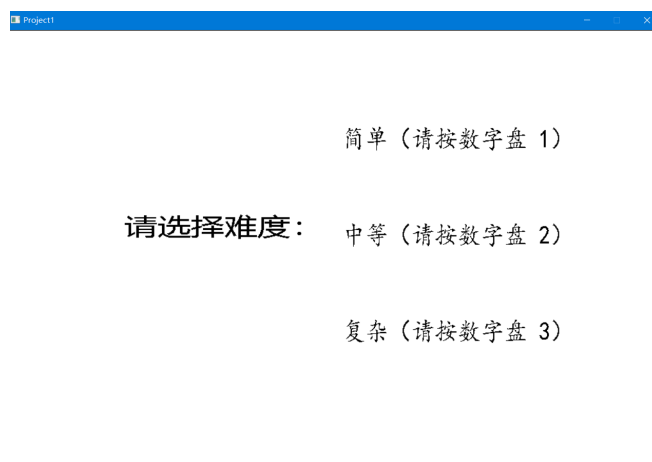 Project1
简单（请按数字盘 1）
请选择难度：
中等（请按数字盘 2）
复杂（请按数字盘 3）